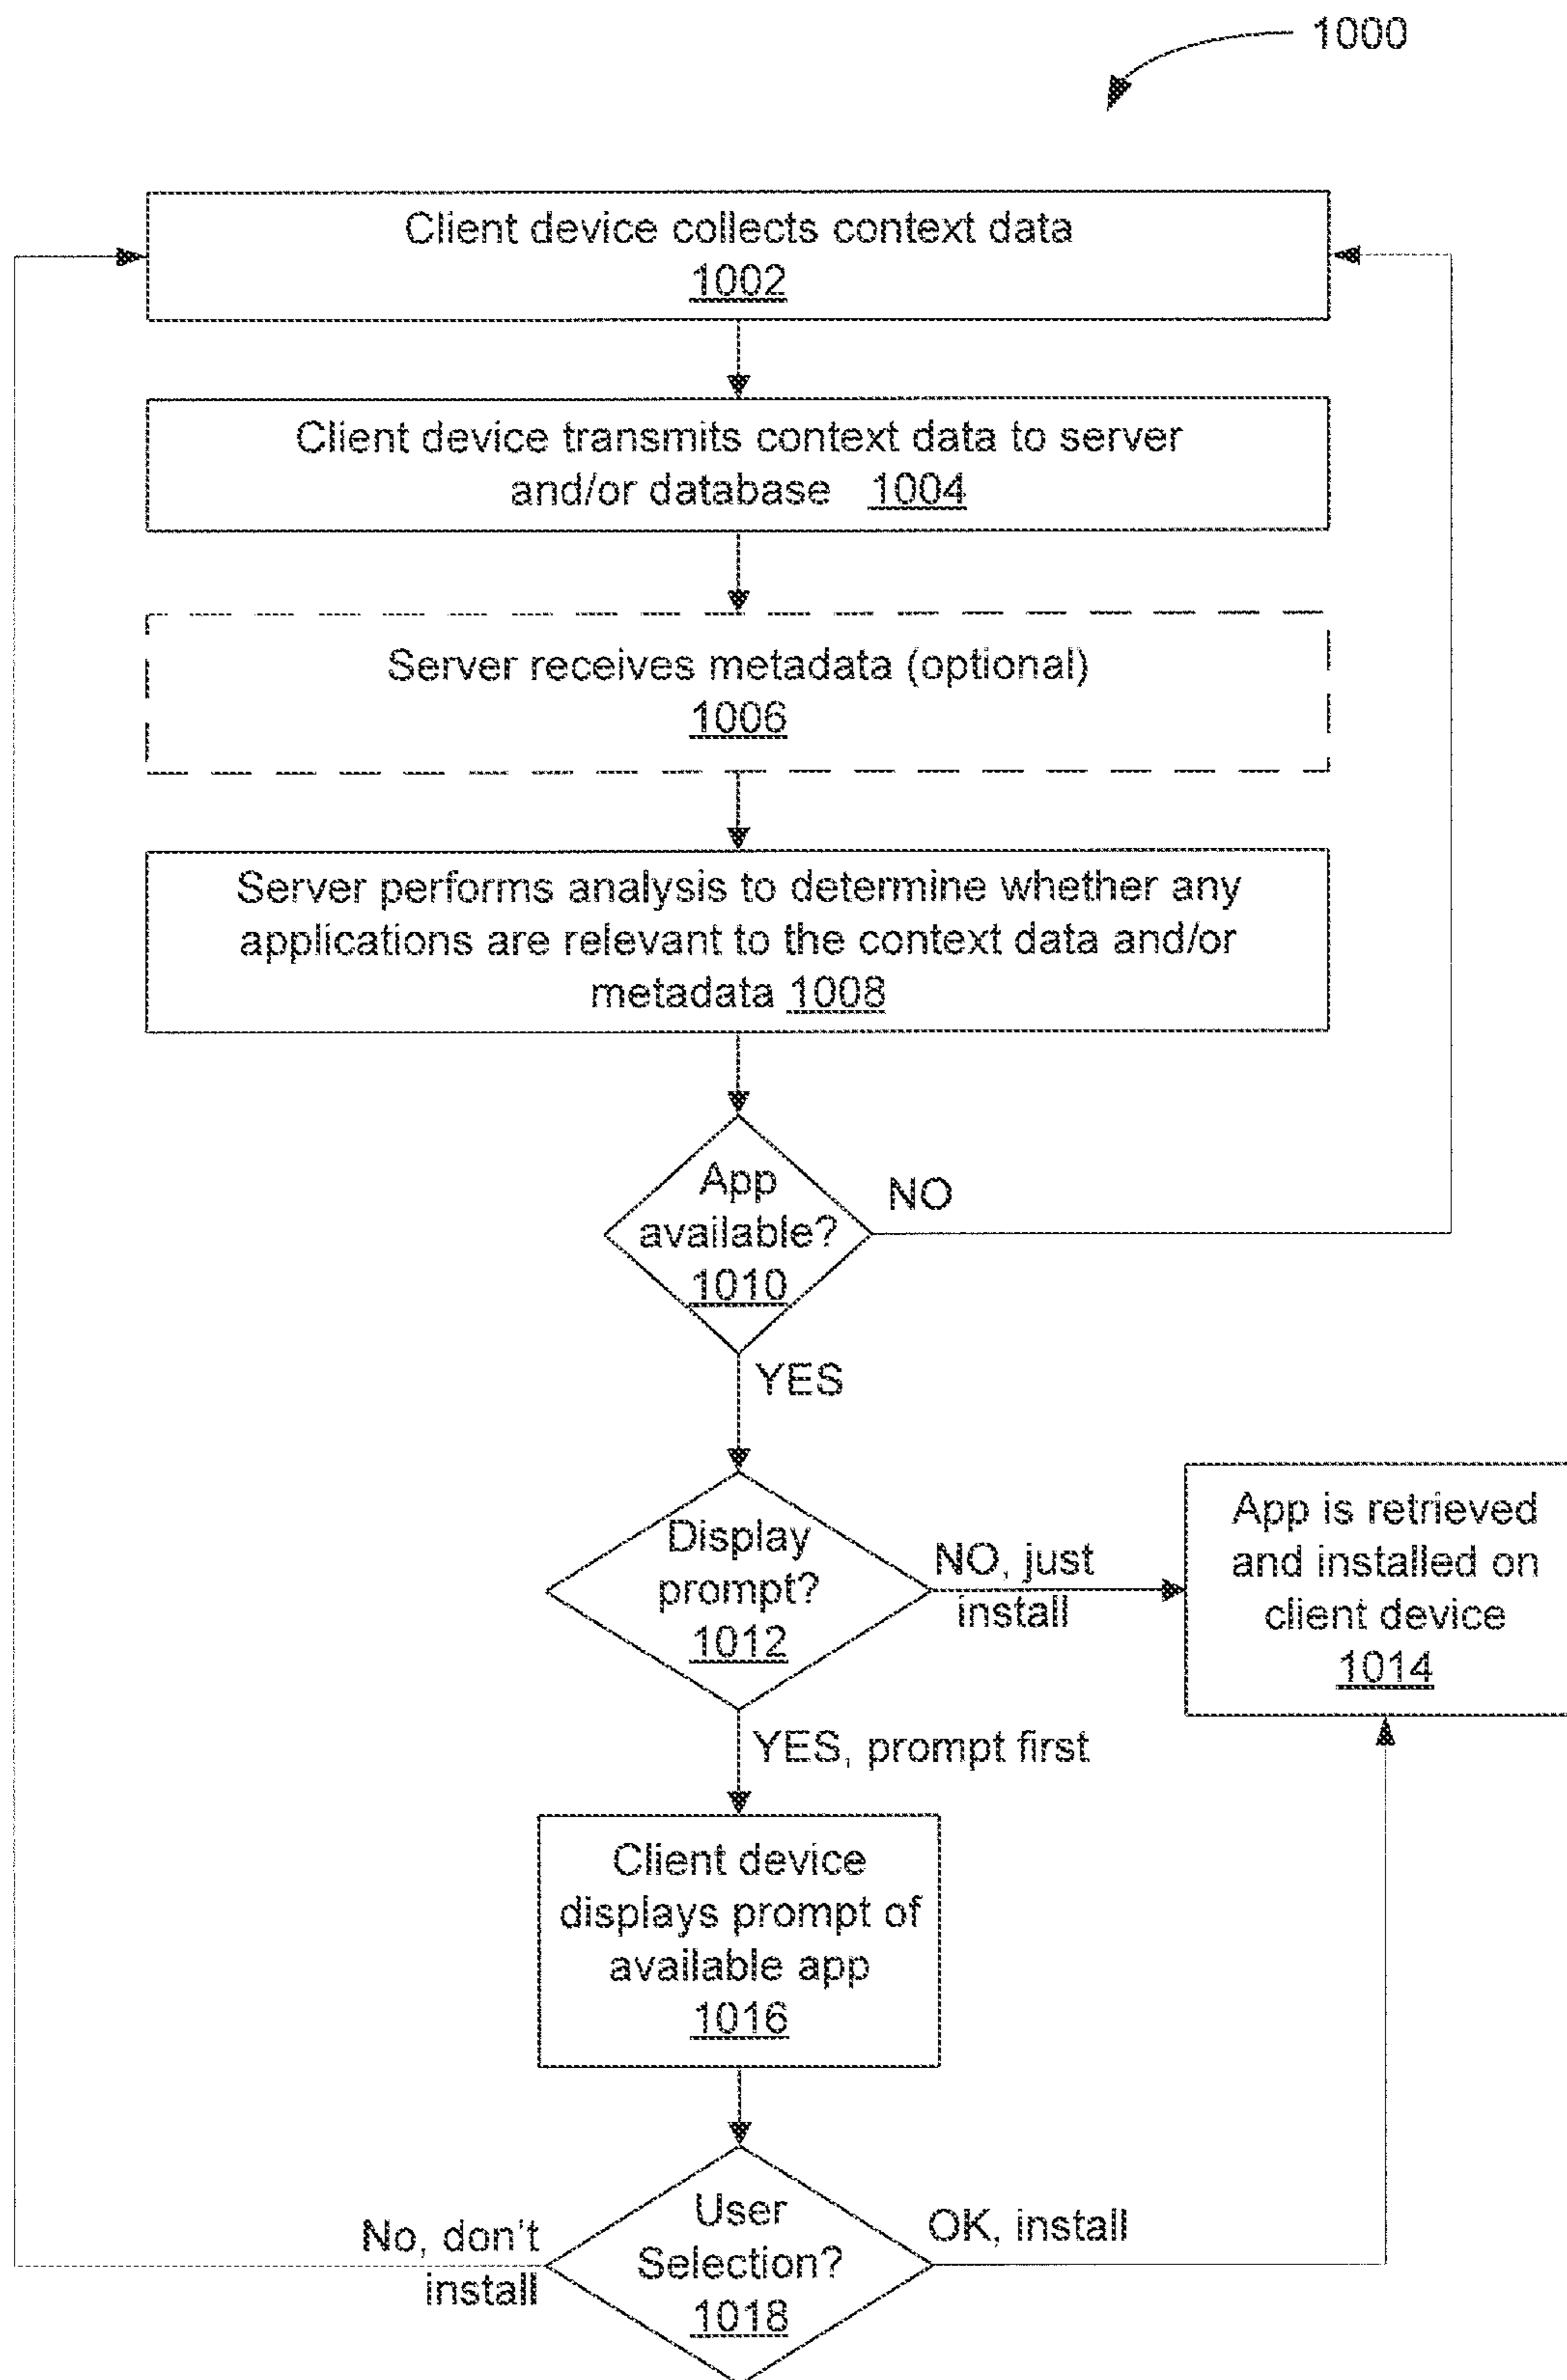 1000
Client device collects context data
1002
Client device transmits context data to server
and/or database 1004
Server receives metadata (optional)
1006
Server performs analysis to determine whether any
applications are relevant to the context data and/or
metadata 1008
App
available?
1010
NO
YES
Display
prompt?
1012
NO, just
install
App is retrieved
and installed on
client device
1014
YES, prompt first
Client device
displays prompt of
available app
1016
User
Selection?
1018
No, don't
install
OK, install